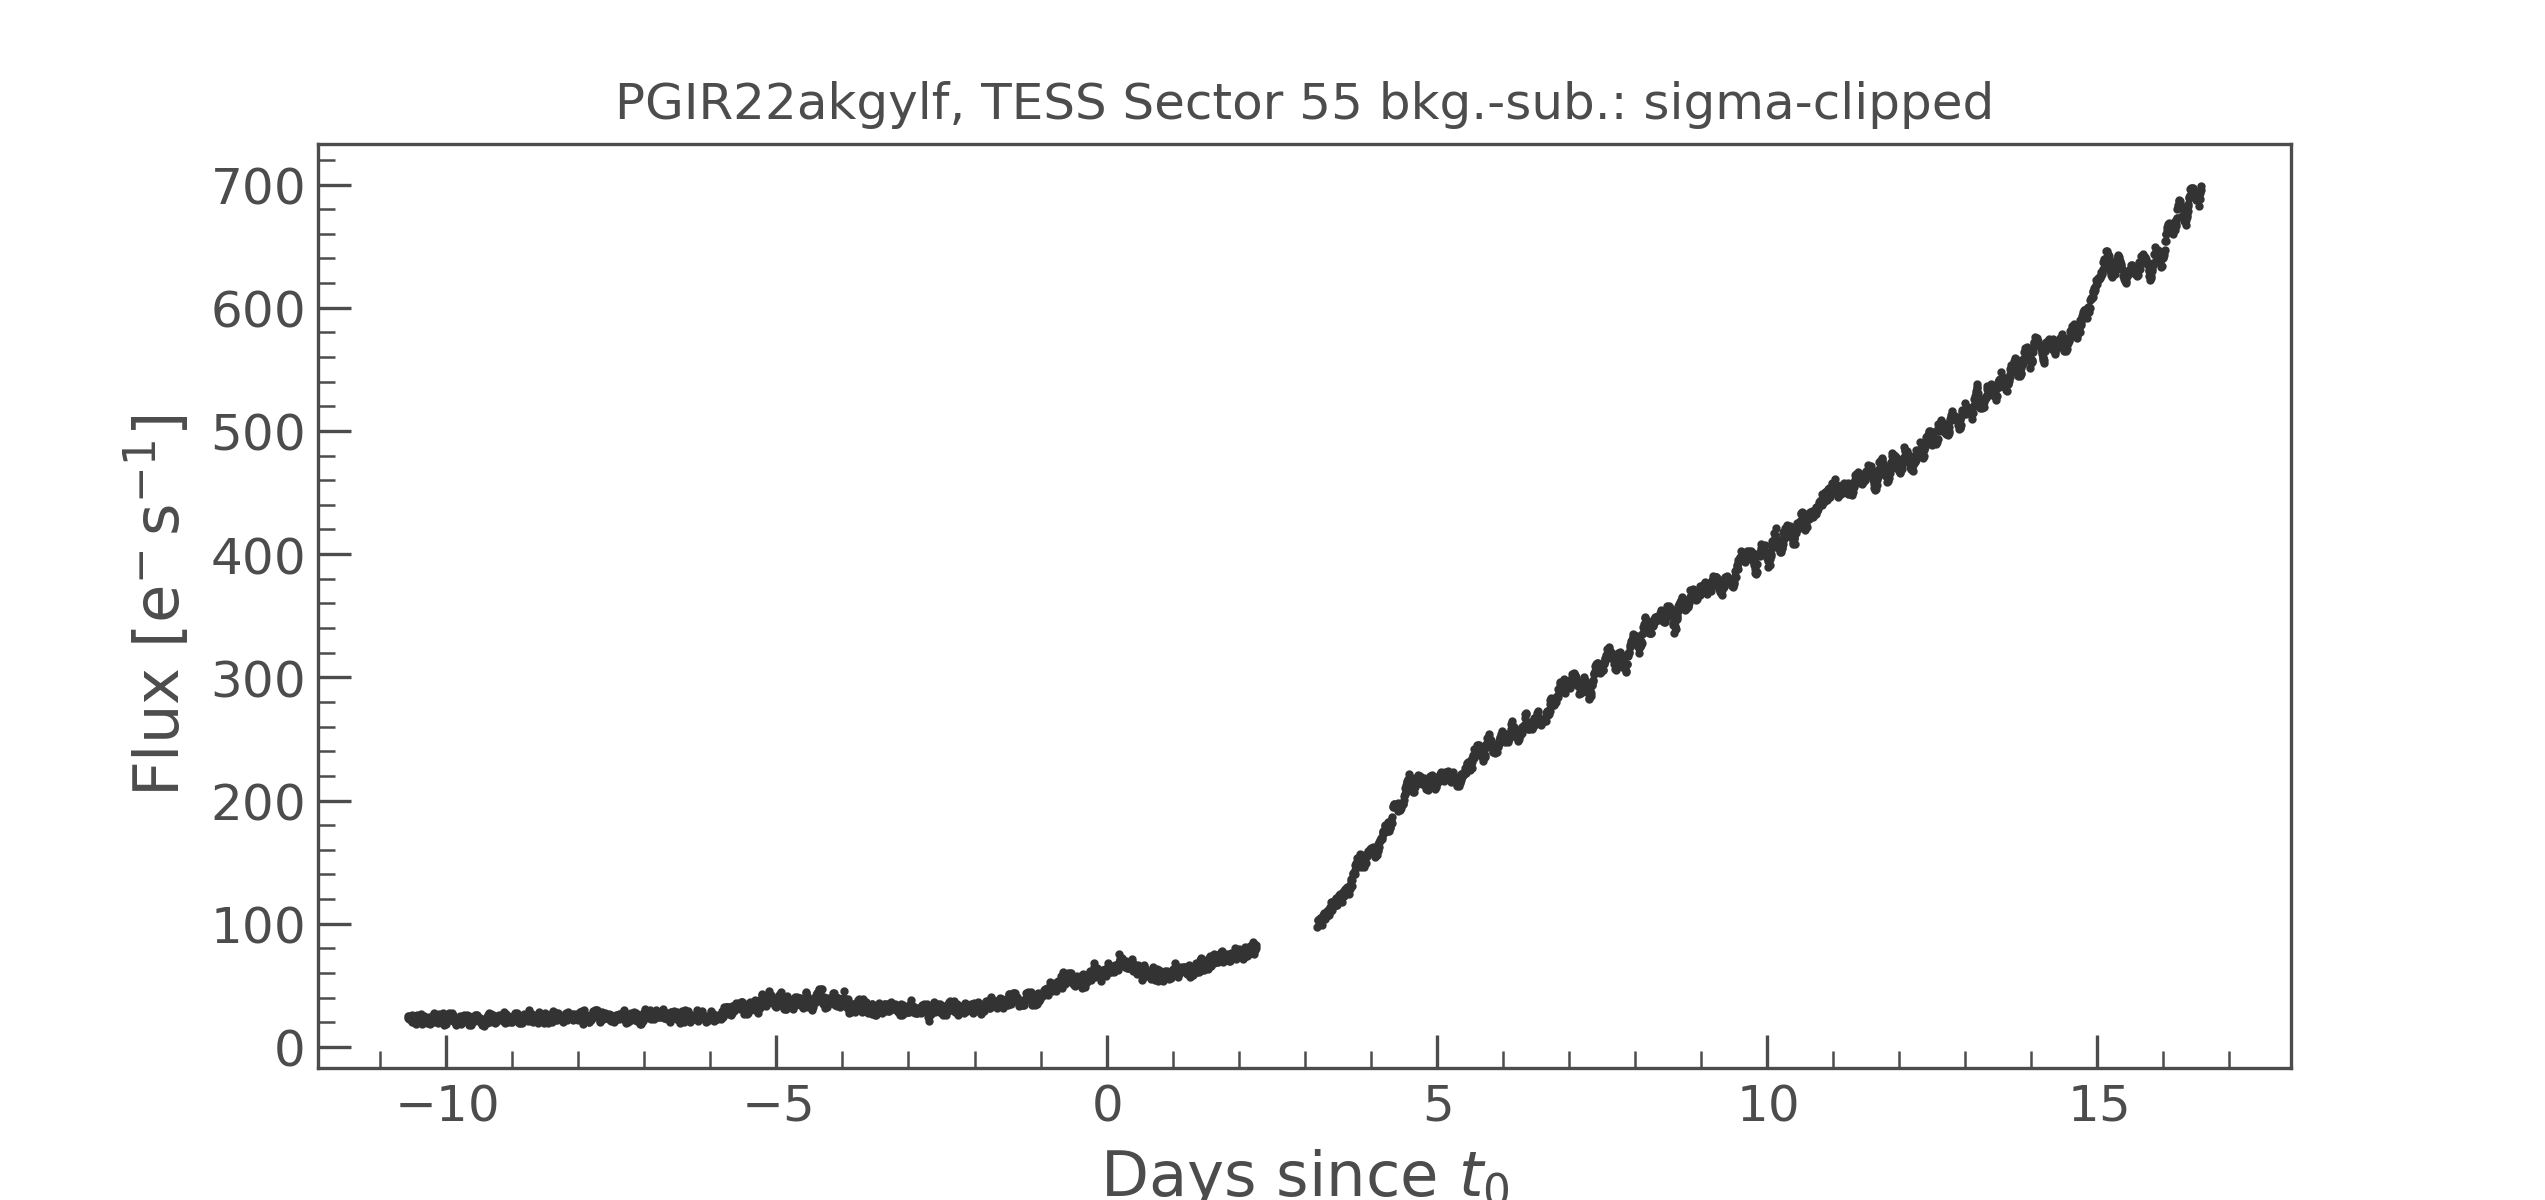 PGIR22akgylf, TESS Sector 55 bkg.-sub.: sigma-clipped
700
600
500
400
300
200
100
0
Flux [e⁻ s⁻¹]
−10 −5 0 5 10 15
Days since t₀